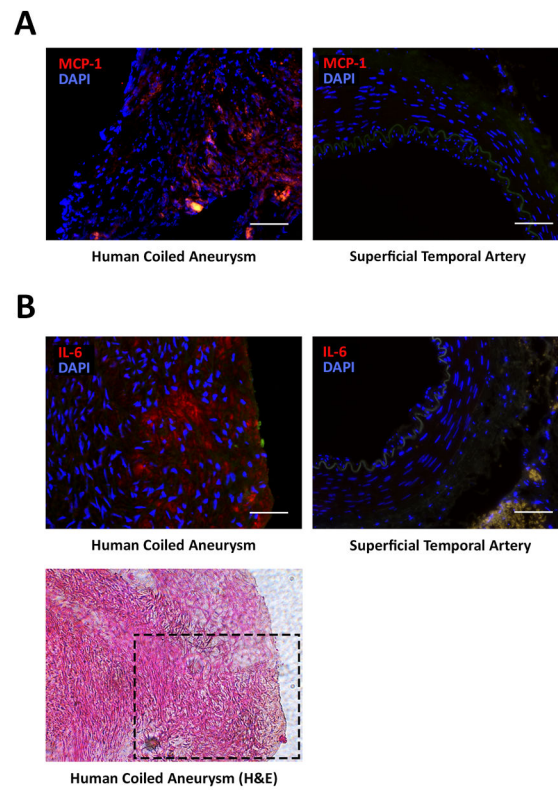 A
MCP-1
DAPI
MCP-1
DAPI
Human Coiled Aneurysm
Superficial Temporal Artery
B
IL-6
DAPI
IL-6
DAPI
Human Coiled Aneurysm
Superficial Temporal Artery
Human Coiled Aneurysm (H&E)